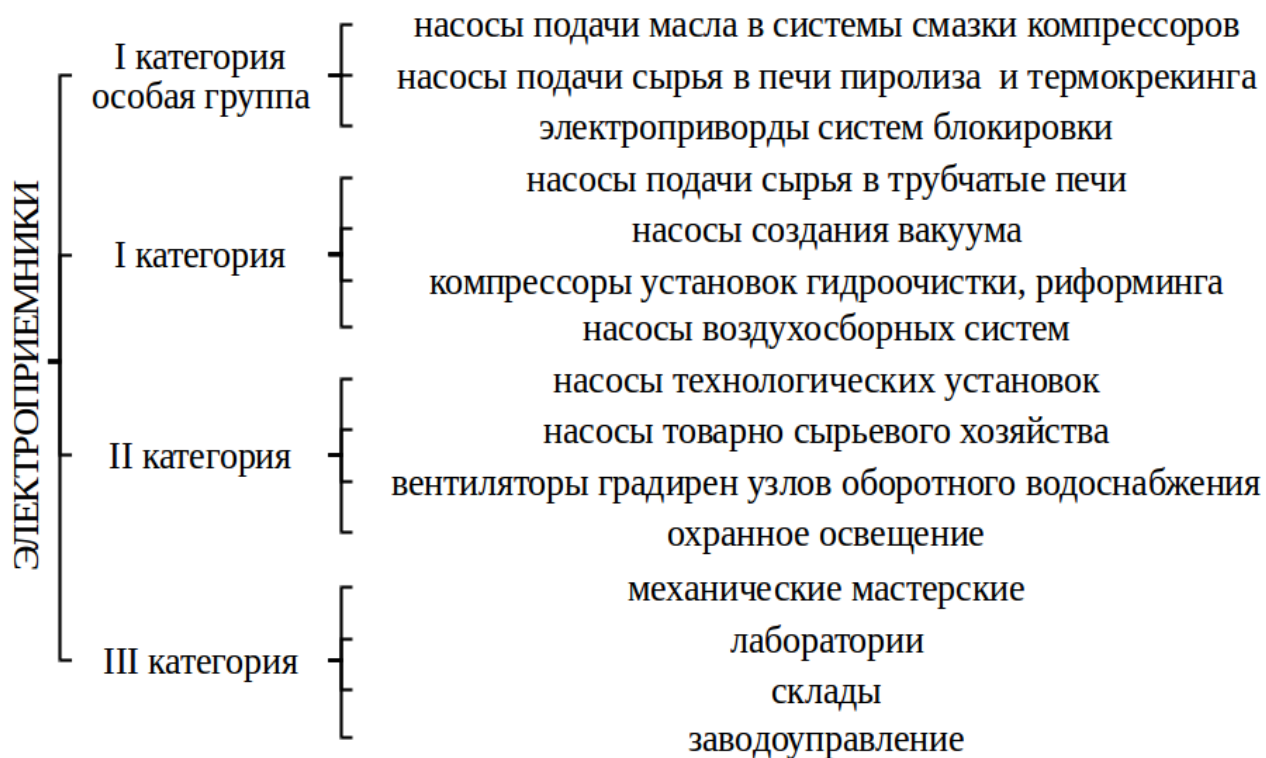 ЭЛЕКТРОПРИЕМНИКИ
I категория
особая группа
насосы подачи масла в системы смазки компрессоров
насосы подачи сырья в печи пиролиза и термокрекинга
электроприворды систем блокировки
I категория
насосы подачи сырья в трубчатые печи
насосы создания вакуума
компрессоры установок гидроочистки, риформинга
насосы воздухосборных систем
II категория
насосы технологических установок
насосы товарно сырьевого хозяйства
вентиляторы градирен узлов оборотного водоснабжения
охранное освещение
III категория
механические мастерские
лаборатории
склады
заводоуправление